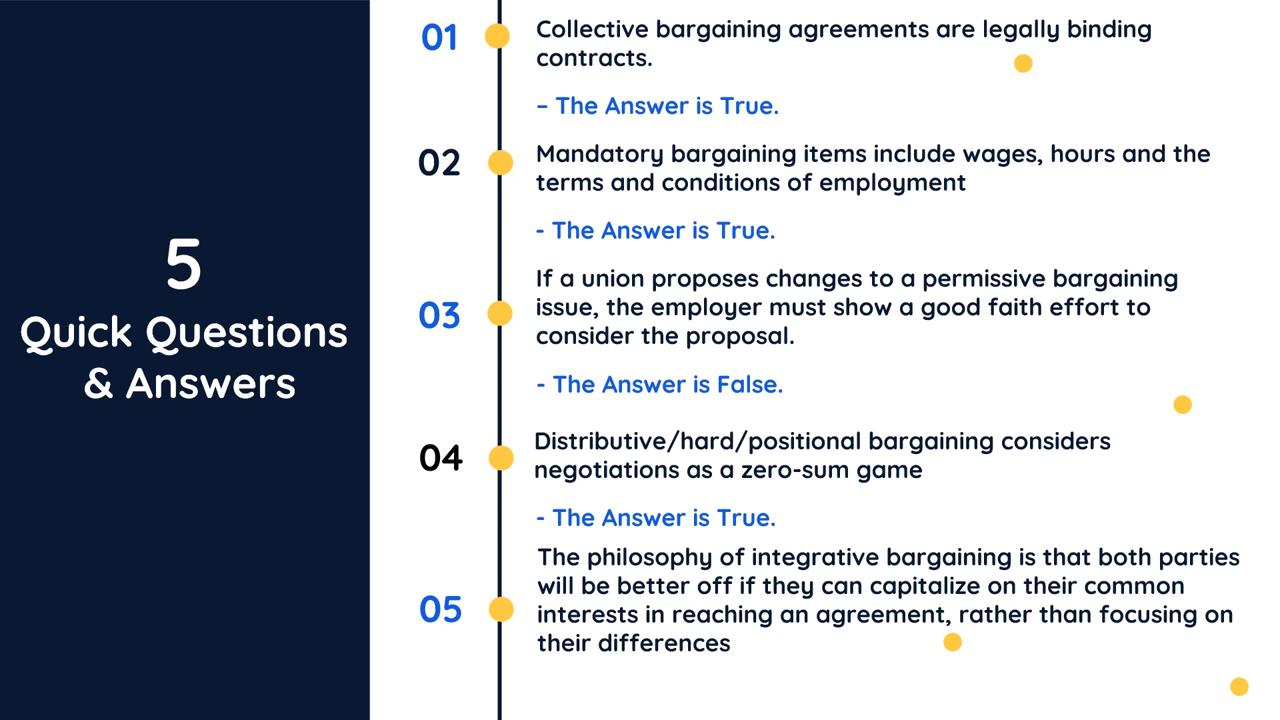 5
Quick Questions
& Answers
01
Collective bargaining agreements are legally binding
contracts.
– The Answer is True.
02
Mandatory bargaining items include wages, hours and the
terms and conditions of employment
- The Answer is True.
03
If a union proposes changes to a permissive bargaining
issue, the employer must show a good faith effort to
consider the proposal.
- The Answer is False.
04
Distributive/hard/positional bargaining considers
negotiations as a zero-sum game
- The Answer is True.
05
The philosophy of integrative bargaining is that both parties
will be better off if they can capitalize on their common
interests in reaching an agreement, rather than focusing on
their differences